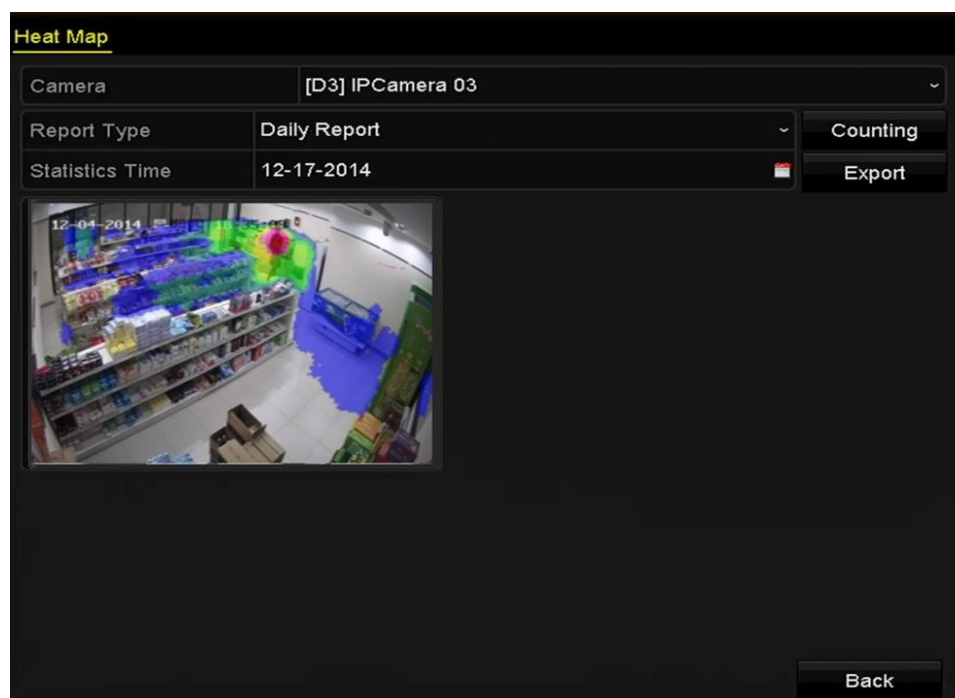 Heat Map
Camera [D3] IPCamera 03
Report Type Daily Report Counting
Statistics Time 12-17-2014 Export
12-04-2014
Back